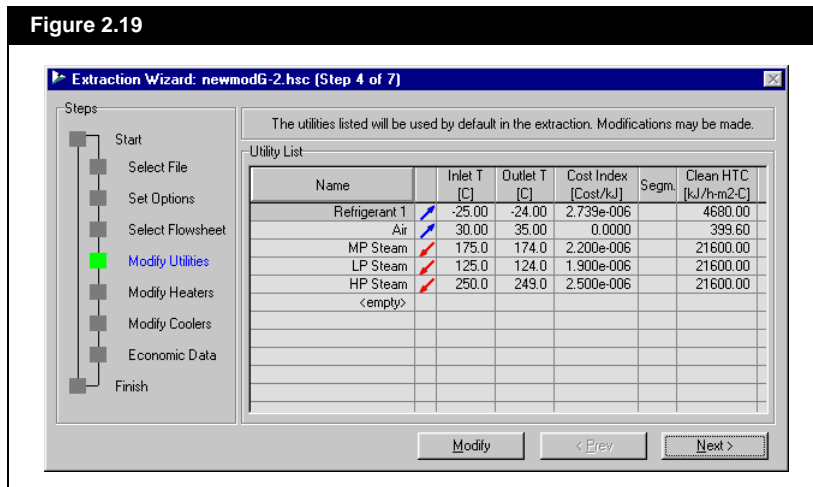 Figure 2.19
Extraction Wizard: newmodG-2.hsc (Step 4 of 7)
Steps
Start
Select File
Set Options
Select Flowsheet
Modify Utilities
Modify Heaters
Modify Coolers
Economic Data
Finish
The utilities listed will be used by default in the extraction. Modifications may be made.
Utility List
Name Inlet T [C] Outlet T [C] Cost Index [Cost/kJ] Segm. Clean HTC [kJ/h-m2-C]
Refrigerant 1 -25.00 -24.00 2.739e-006 4680.00
Air 30.00 35.00 0.0000 399.60
MP Steam 175.0 174.0 2.200e-006 21600.00
LP Steam 125.0 124.0 1.900e-006 21600.00
HP Steam 250.0 249.0 2.500e-006 21600.00
<empty>
Modify < Prev Next >